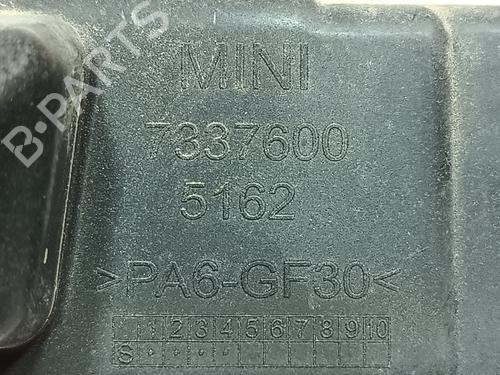 B-PARTS
MINI
7337600
5162
>PA6-GF30<
1 2 3 4 5 6 7 8 9 10
S